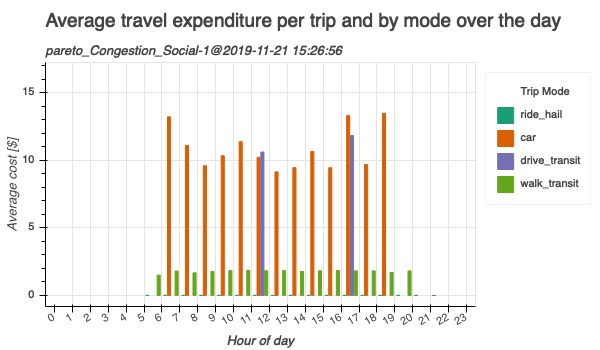 Average travel expenditure per trip and by mode over the day
pareto_Congestion_Social-1@2019-11-21 15:26:56
Average cost [$]
15
10
5
0
0 1 2 3 4 5 6 7 8 9 10 11 12 13 14 15 16 17 18 19 20 21 22 23
Hour of day
Trip Mode
ride_hail
car
drive_transit
walk_transit